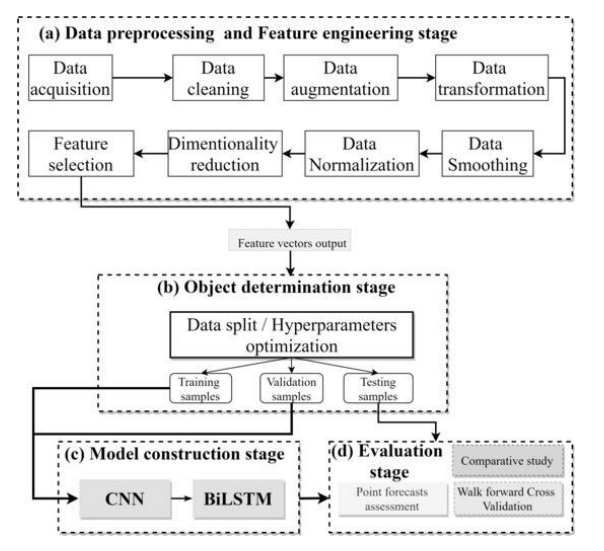 (a) Data preprocessing and Feature engineering stage
Data
acquisition
Data
cleaning
Data
augmentation
Data
transformation
Feature
selection
Dimentionality
reduction
Data
Normalization
Data
Smoothing
Feature vectors output
(b) Object determination stage
Data split / Hyperparameters
optimization
Training
samples
Validation
samples
Testing
samples
(c) Model construction stage
CNN
BiLSTM
(d) Evaluation
stage
Comparative study
Point forecasts
assessment
Walk forward Cross
Validation